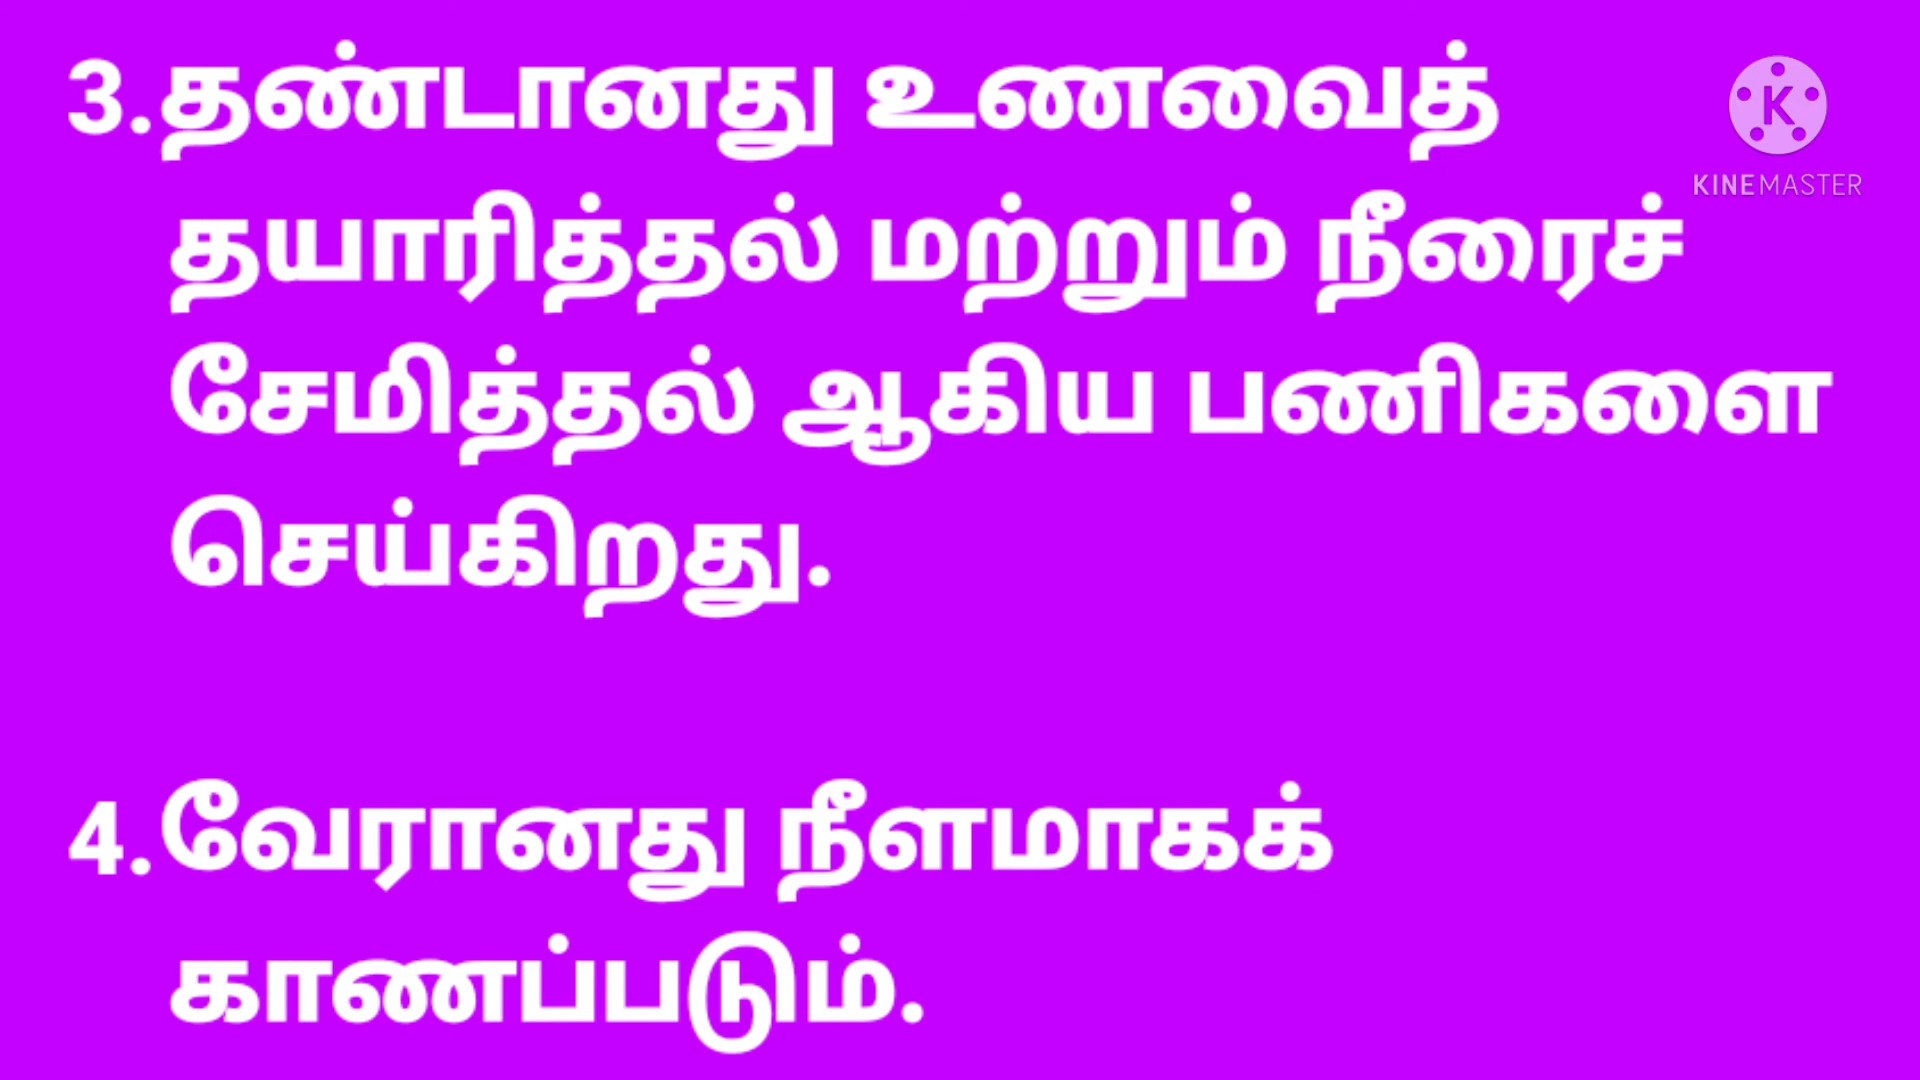 3.தண்டானது உணவைத்
KINEMASTER
தயாரித்தல் மற்றும் நீரைச்
சேமித்தல் ஆகிய பணிகளை
செய்கிறது.
4.வேரானது நீளமாகக்
காணப்படும்.